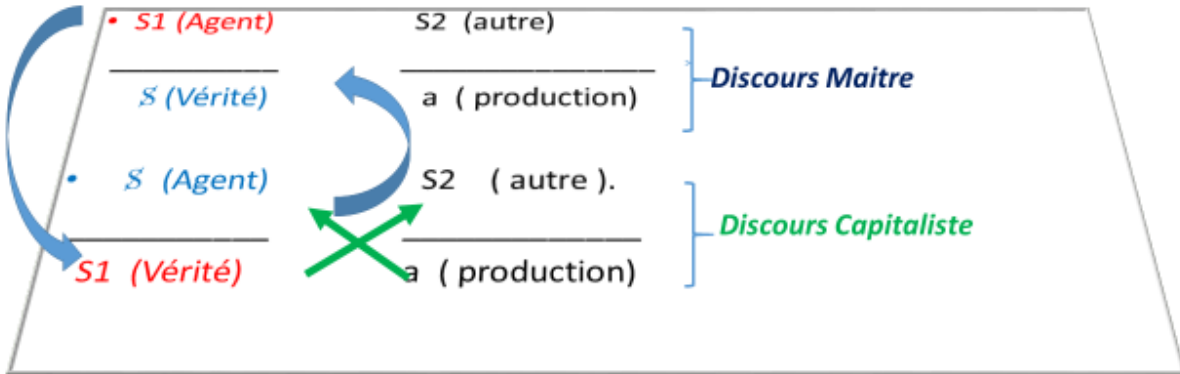 • S1 (Agent) S2 (autre)
$ (Vérité) a ( production)
Discours Maitre
• $ (Agent) S2 ( autre ).
S1 (Vérité) a ( production)
Discours Capitaliste